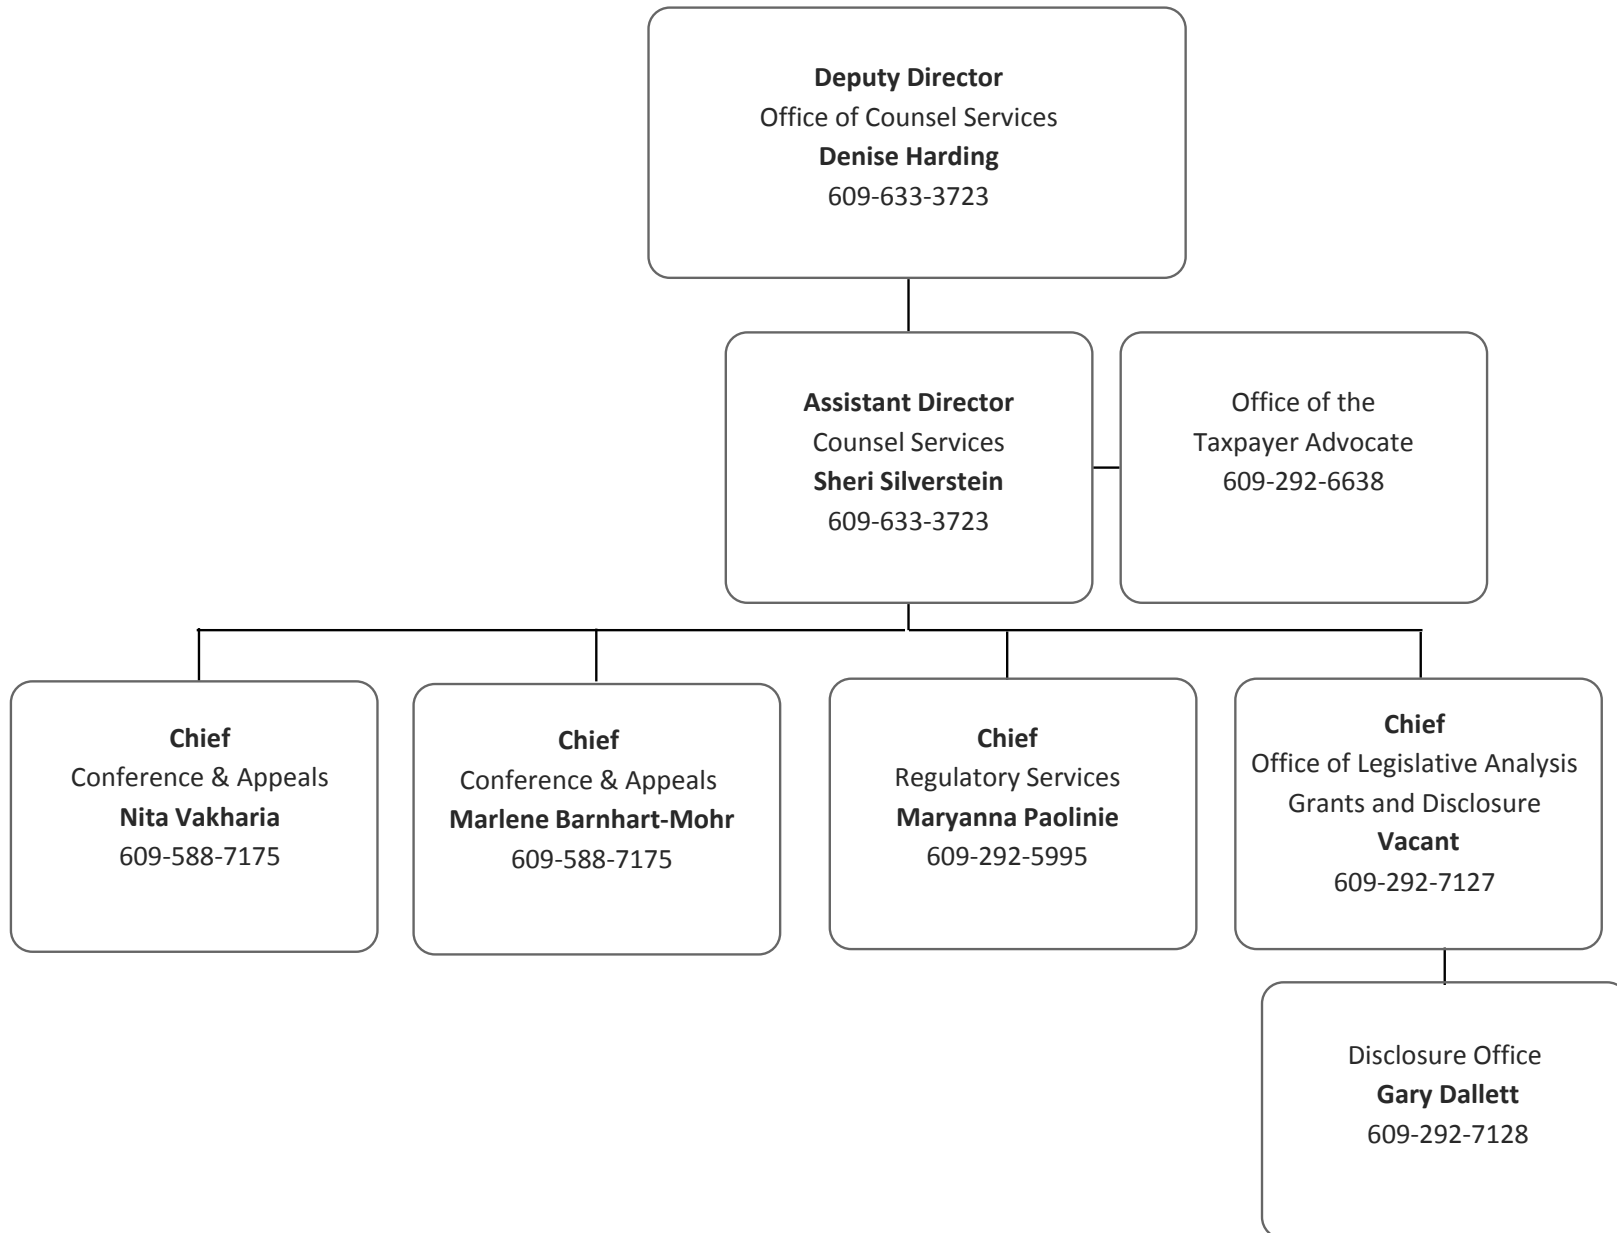 Deputy Director
Office of Counsel Services
Denise Harding
609-633-3723
Assistant Director
Counsel Services
Sheri Silverstein
609-633-3723
Office of the
Taxpayer Advocate
609-292-6638
Chief
Conference & Appeals
Nita Vakharia
609-588-7175
Chief
Conference & Appeals
Marlene Barnhart-Mohr
609-588-7175
Chief
Regulatory Services
Maryanna Paolinie
609-292-5995
Chief
Office of Legislative Analysis
Grants and Disclosure
Vacant
609-292-7127
Disclosure Office
Gary Dallett
609-292-7128